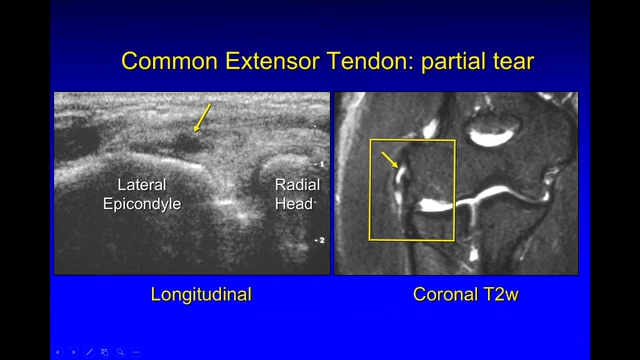 Common Extensor Tendon: partial tear
Lateral
Epicondyle
Radial
Head
-1
-2
Longitudinal
Coronal T2w